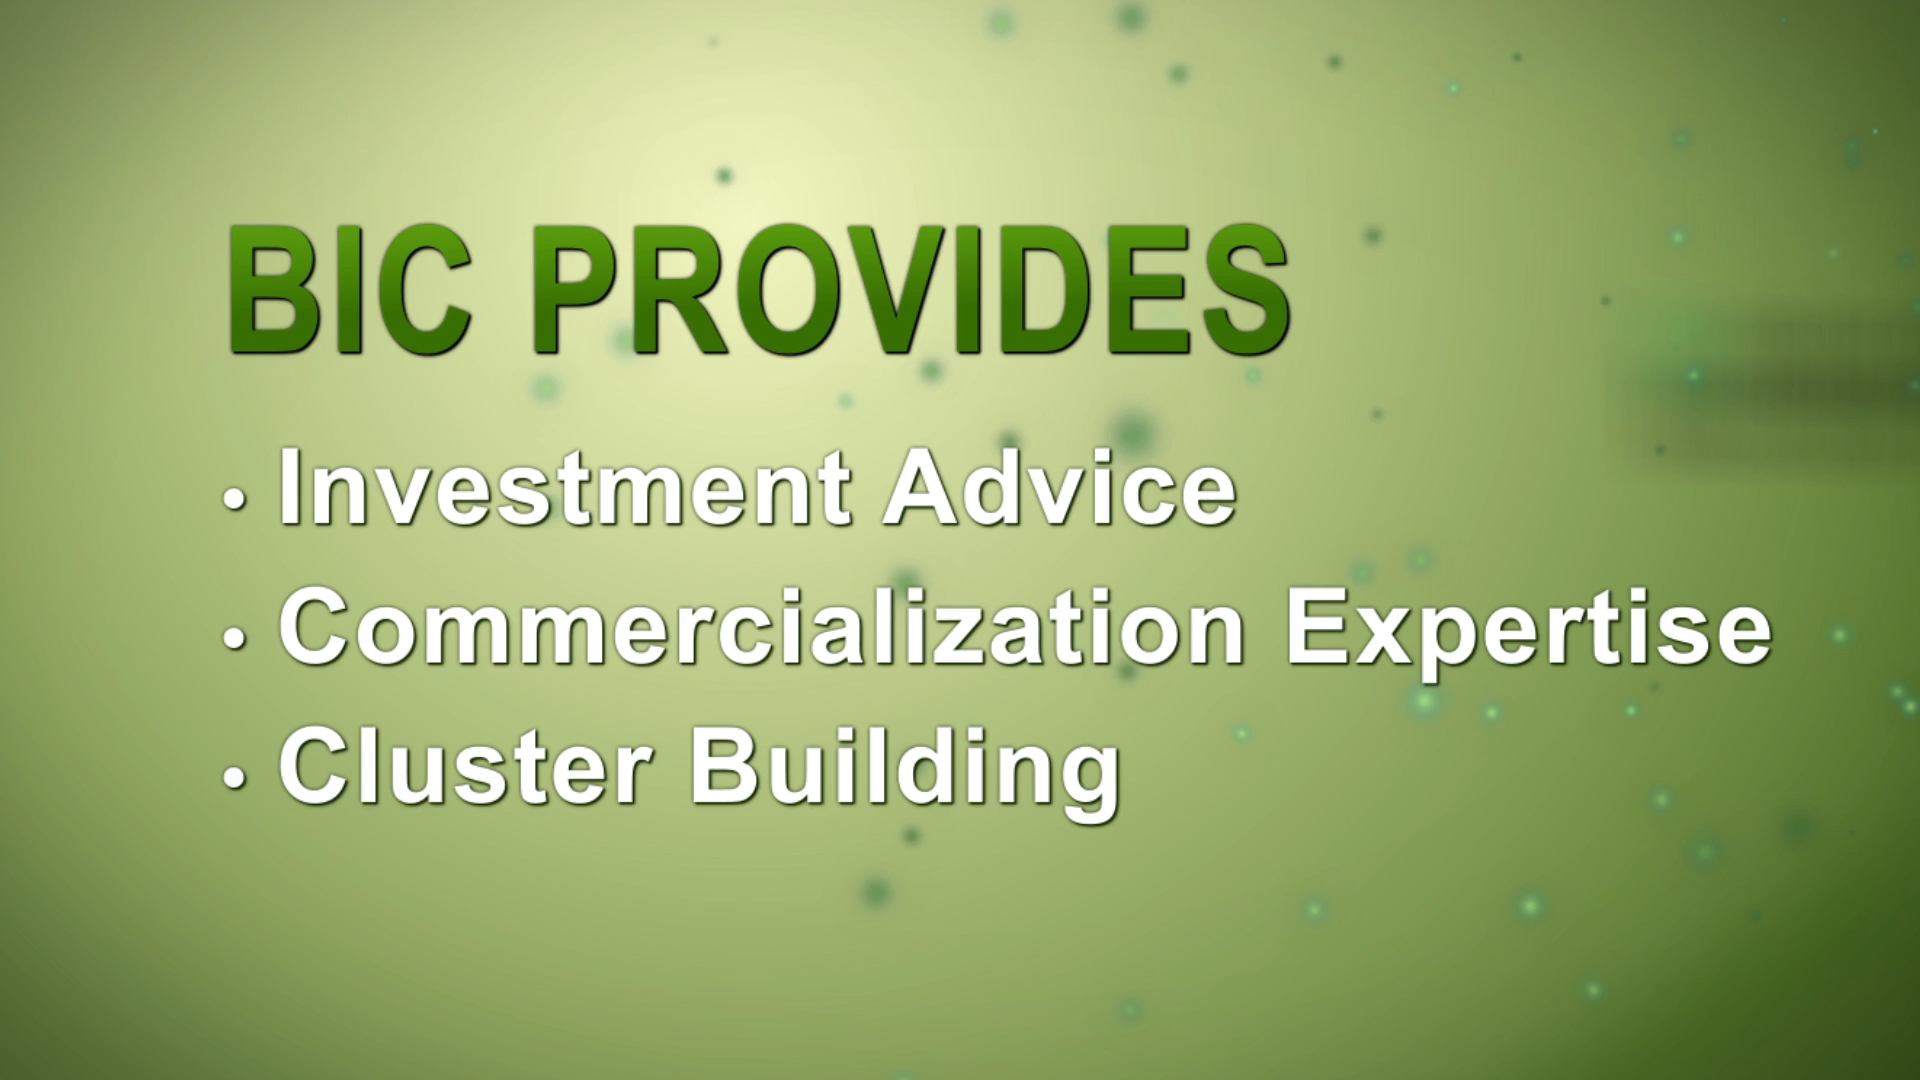 BIC PROVIDES
• Investment Advice
• Commercialization Expertise
• Cluster Building